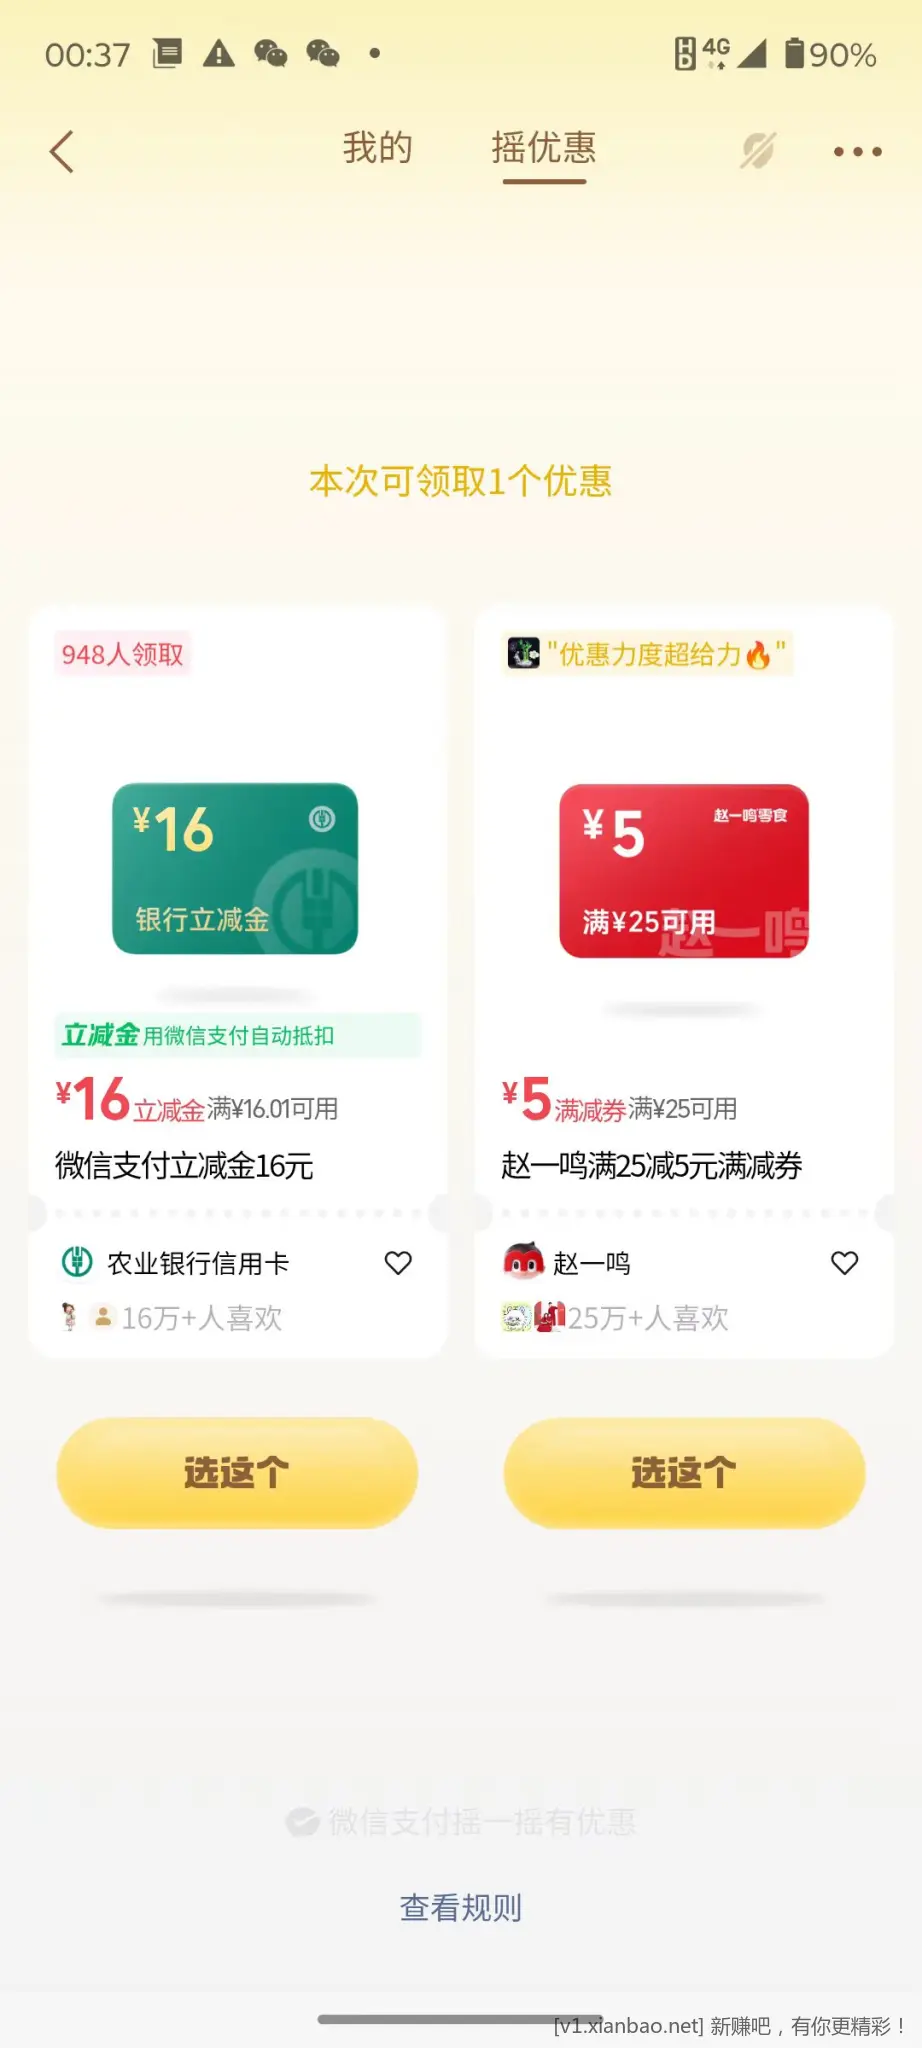 00:37
4G
90%
我的
摇优惠
本次可领取1个优惠
948人领取
"优惠力度超给力🔥"
¥16
银行立减金
¥5
赵一鸣零食
满¥25可用
赵一鸣
立减金用微信支付自动抵扣
¥16立减金满¥16.01可用
微信支付立减金16元
¥5满减券满¥25可用
赵一鸣满25减5元满减券
农业银行信用卡
16万+人喜欢
赵一鸣
25万+人喜欢
选这个
选这个
微信支付摇一摇有优惠
查看规则
[v1.xianbao.net] 新赚吧，有你更精彩！